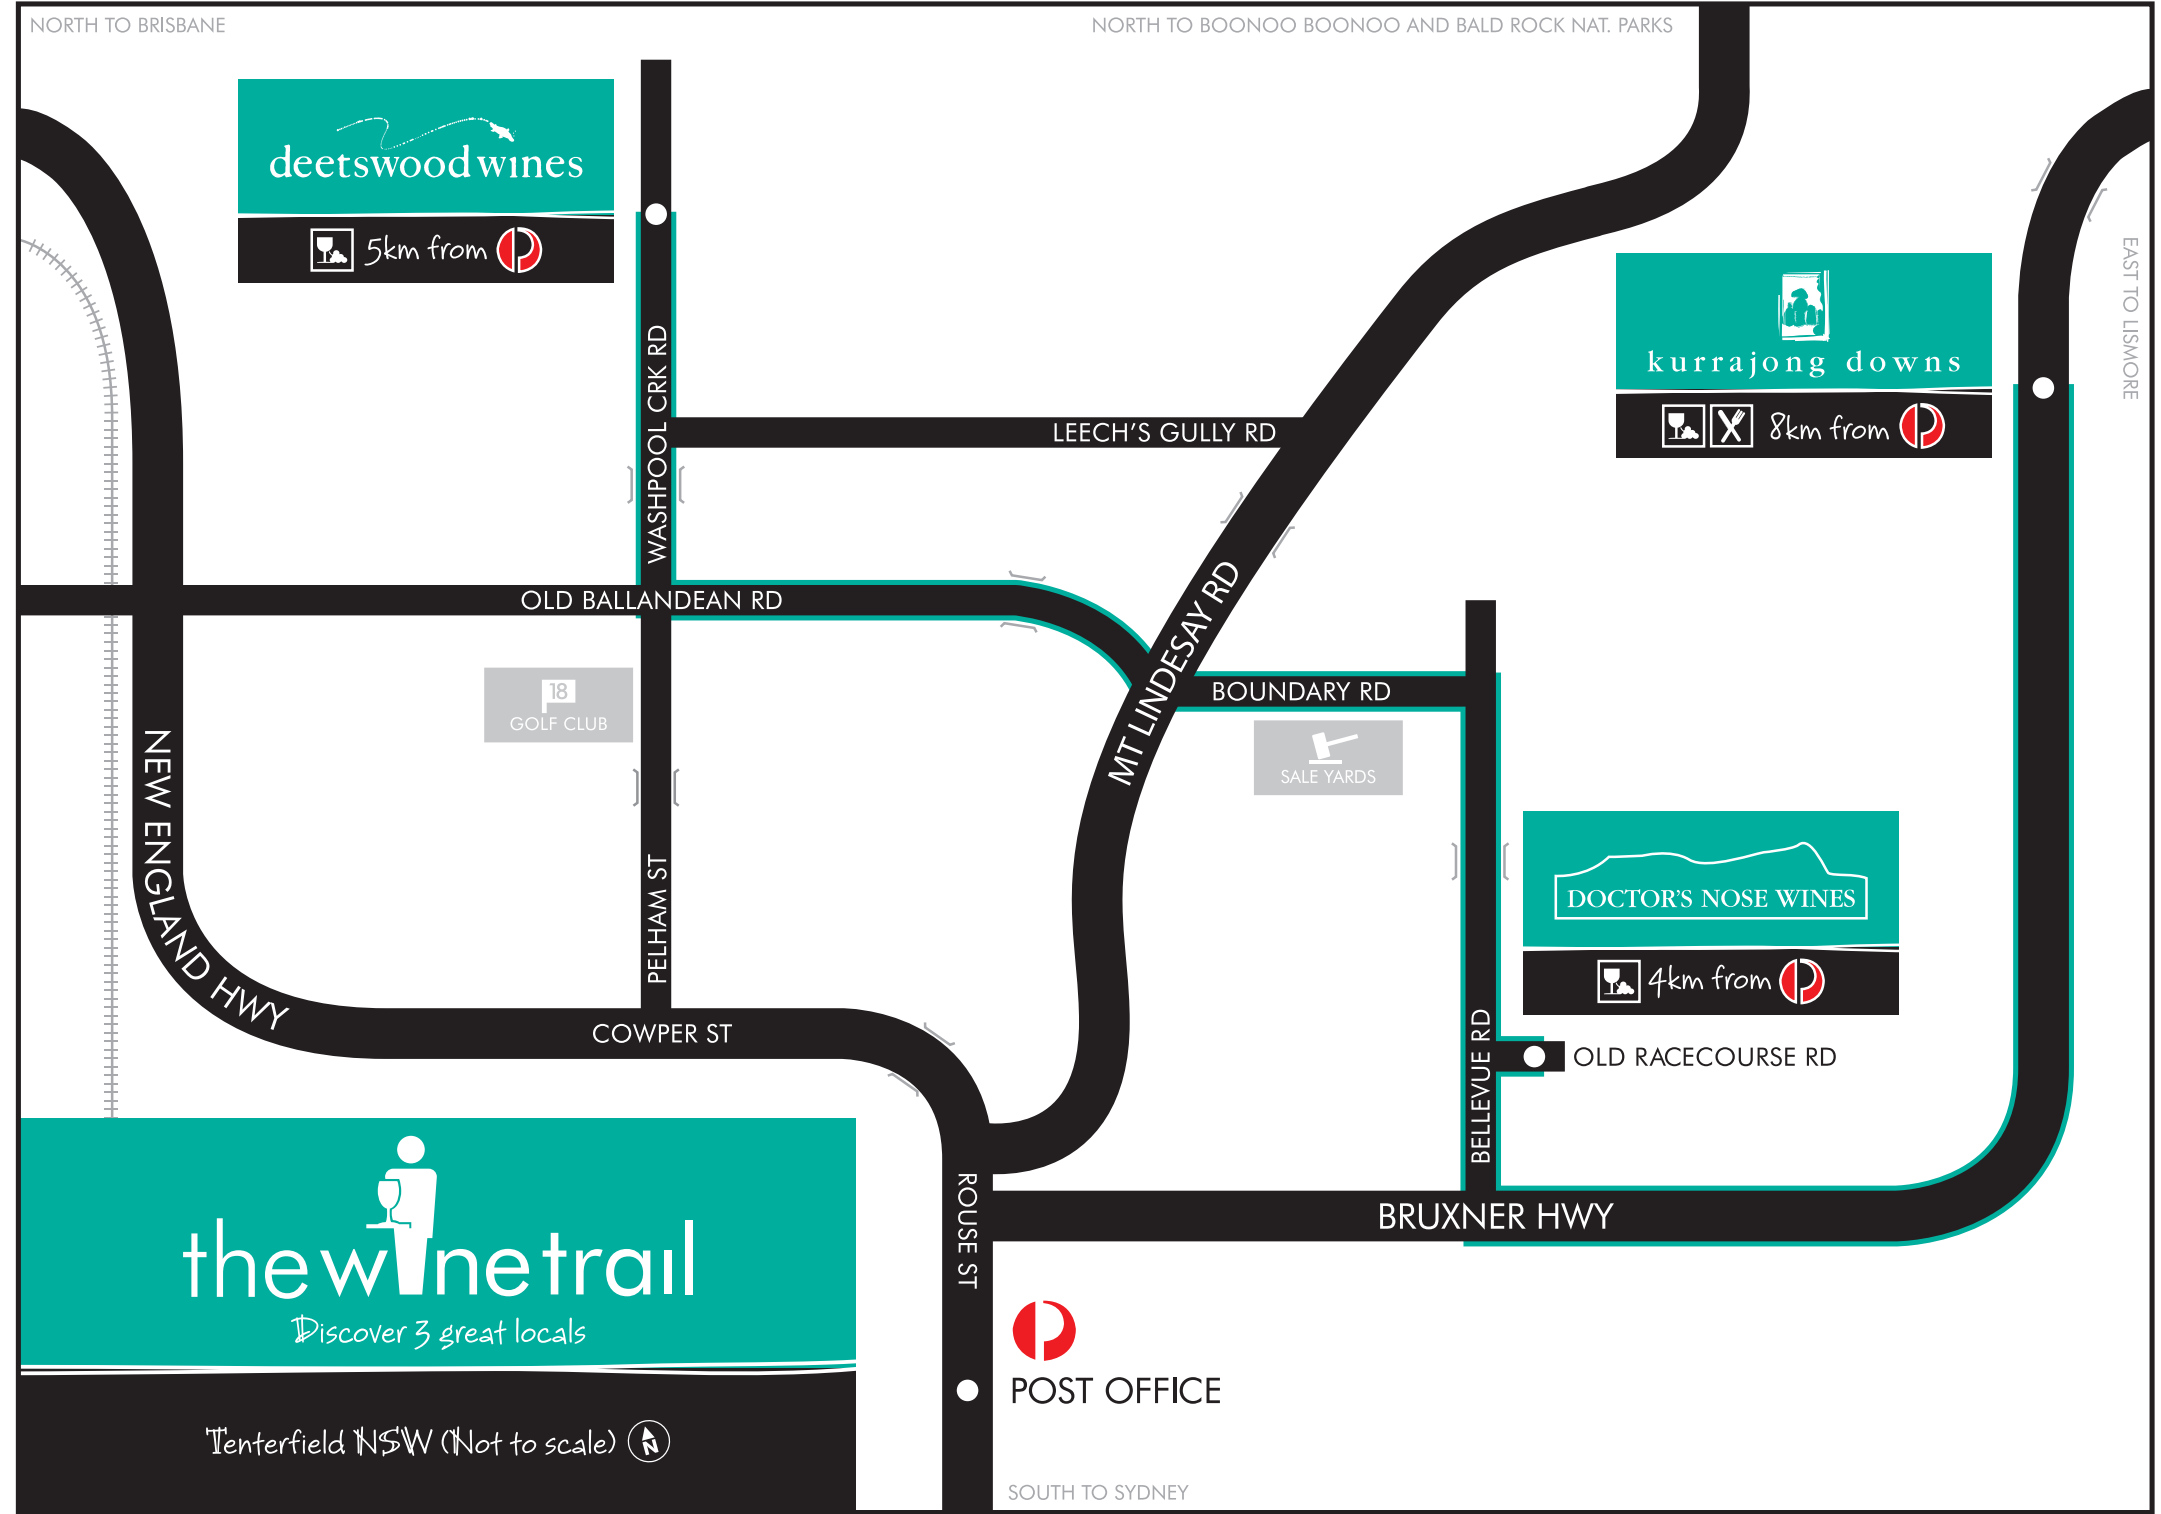 NORTH TO BRISBANE
NORTH TO BOONOO BOONOO AND BALD ROCK NAT. PARKS
deetswood wines
5km from
WASHPOOL CRK RD
EAST TO LISMORE
kurrajong downs
8km from
LEECH'S GULLY RD
OLD BALLANDEAN RD
MT LINDESAY RD
BOUNDARY RD
18
GOLF CLUB
SALE YARDS
NEW ENGLAND HWY
PELHAM ST
DOCTOR'S NOSE WINES
4km from
COWPER ST
BELLEVUE RD
OLD RACECOURSE RD
ROUSE ST
BRUXNER HWY
thewinetrail
Discover 3 great locals
POST OFFICE
Tenterfield NSW (Not to scale) N
SOUTH TO SYDNEY